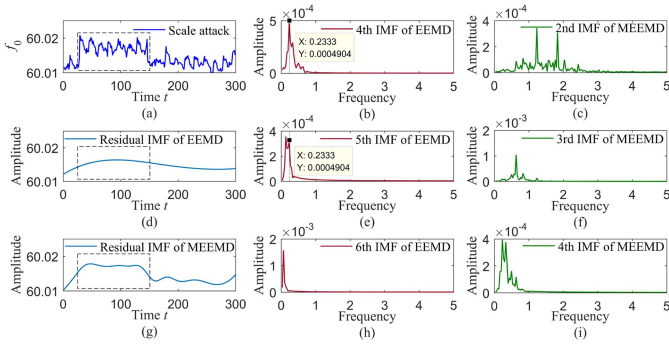 60.02
60.01
f0
Scale attack
0 100 200 300
Time t
(a)
5 ×10-4
0
Amplitude
4th IMF of EEMD
X: 0.2333
Y: 0.0004904
0 1 2 3 4 5
Frequency
(b)
4 ×10-4
2
0
Amplitude
2nd IMF of MEEMD
0 1 2 3 4 5
Frequency
(c)
60.02
60.01
Amplitude
Residual IMF of EEMD
0 100 200 300
Time t
(d)
4 ×10-4
2
0
Amplitude
5th IMF of EEMD
X: 0.2333
Y: 0.0004904
0 1 2 3 4 5
Frequency
(e)
2 ×10-3
1
0
Amplitude
3rd IMF of MEEMD
0 1 2 3 4 5
Frequency
(f)
60.02
60.01
Amplitude
Residual IMF of MEEMD
0 100 200 300
Time t
(g)
2 ×10-3
1
0
Amplitude
6th IMF of EEMD
0 1 2 3 4 5
Frequency
(h)
4 ×10-4
2
0
Amplitude
4th IMF of MEEMD
0 1 2 3 4 5
Frequency
(i)